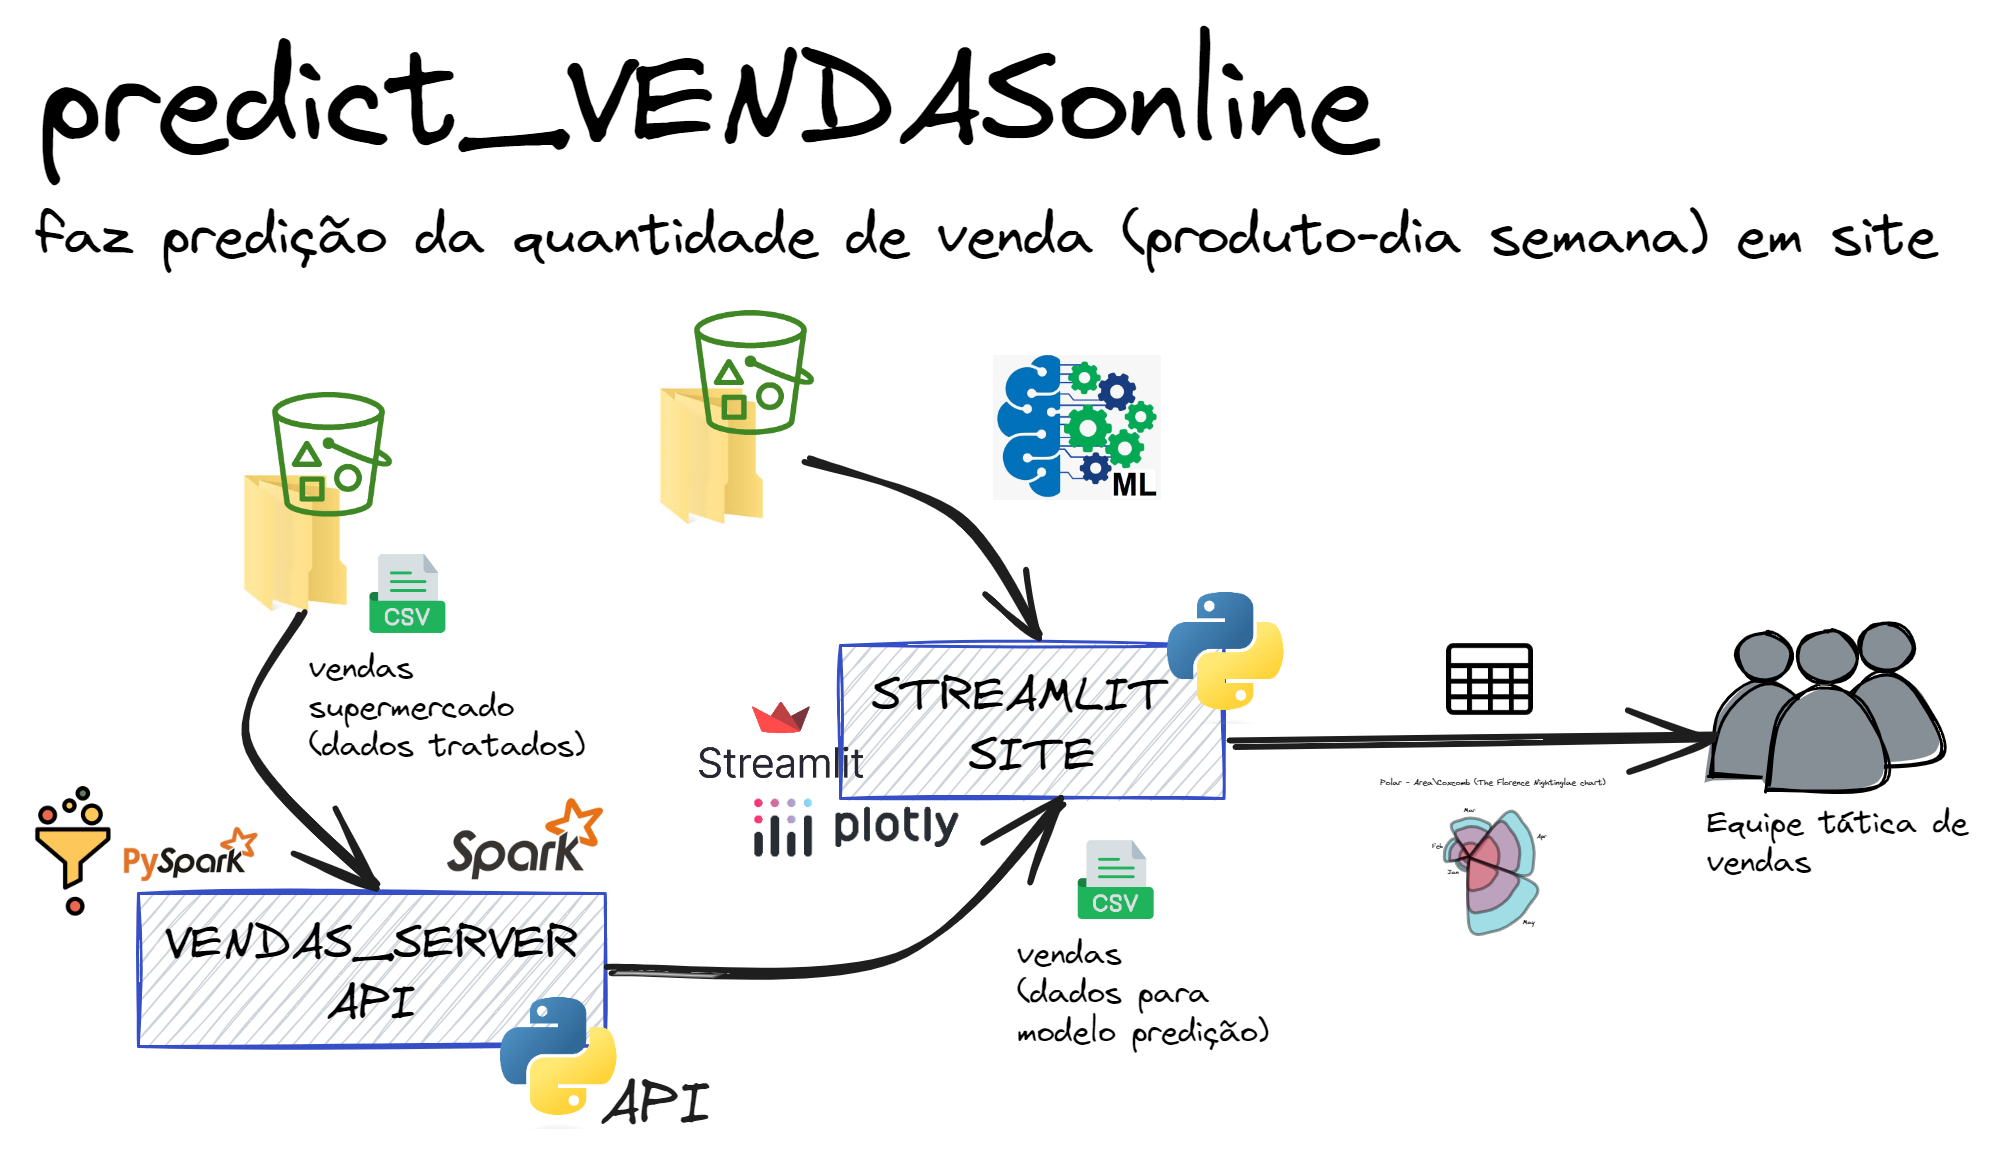 predict_VENDASonline
faz predição da quantidade de venda (produto-dia semana) em site
ML
CSV
vendas
supermercado
(dados tratados)
STREAMLIT
SITE
Streamlit
plotly
PySpark
Spark
VENDAS_SERVER
API
API
CSV
vendas
(dados para
modelo predição)
Polar - Area\Coxcomb (The Florence Nightinglae chart)
Mar
Apr
Feb
Jan
May
Equipe tática de
vendas